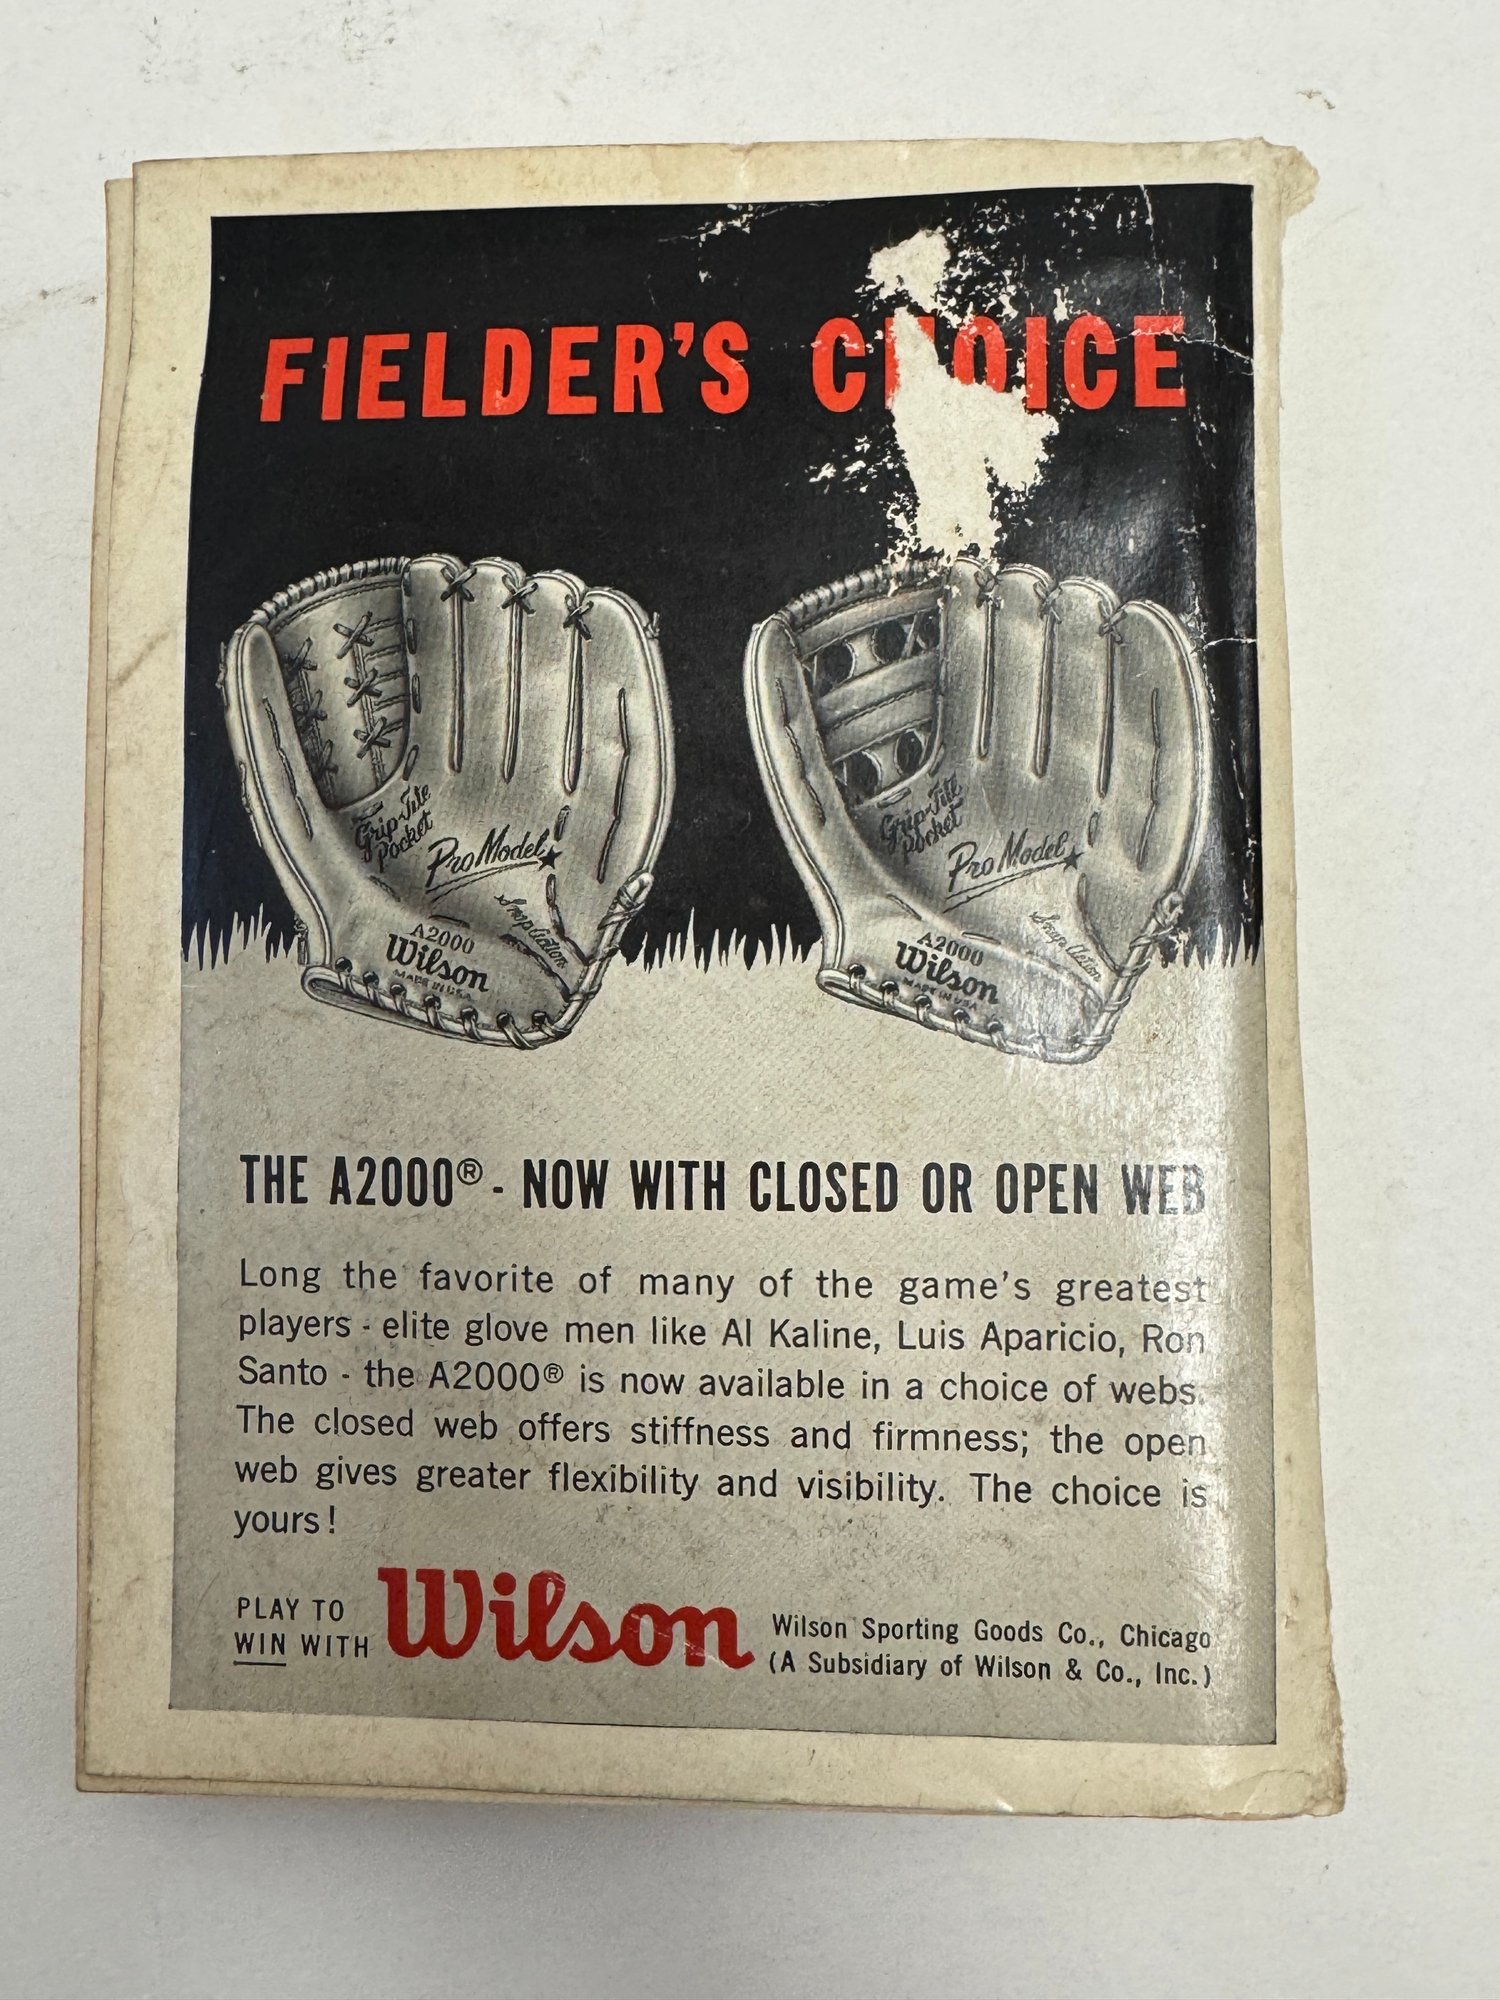 FIELDER'S CHOICE
Grip-Tite
Pocket
Pro Model
Snap Action
A2000
Wilson
MADE IN U.S.A.
Grip-Tite
Pocket
Pro Model
Snap Action
A2000
Wilson
MADE IN U.S.A.
THE A2000® - NOW WITH CLOSED OR OPEN WEB
Long the favorite of many of the game's greatest
players - elite glove men like Al Kaline, Luis Aparicio, Ron
Santo - the A2000® is now available in a choice of webs.
The closed web offers stiffness and firmness; the open
web gives greater flexibility and visibility. The choice is
yours!
PLAY TO
WIN WITH
Wilson
Wilson Sporting Goods Co., Chicago
(A Subsidiary of Wilson & Co., Inc.)